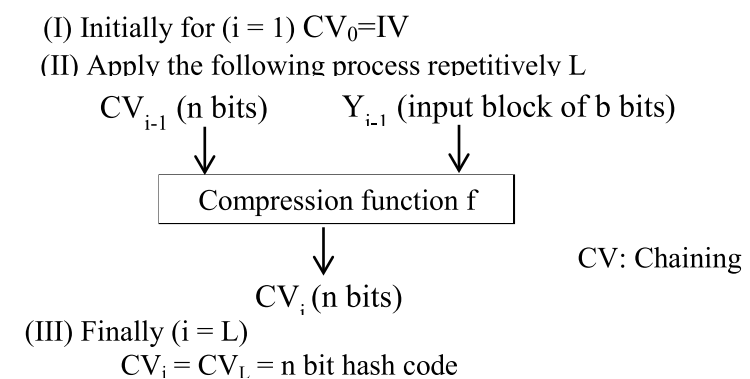 (I) Initially for (i = 1) CV₀=IV
(II) Apply the following process repetitively L
CVᵢ₋₁ (n bits) Yᵢ₋₁ (input block of b bits)
Compression function f
CV: Chaining
CVᵢ (n bits)
(III) Finally (i = L)
CVᵢ = CV_L = n bit hash code